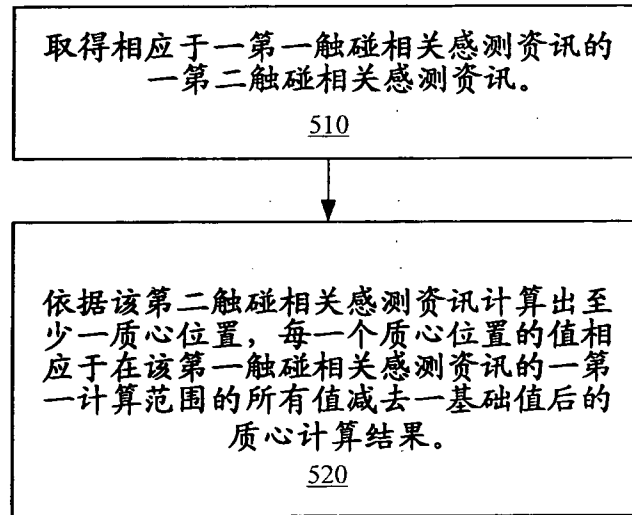 取得相应于一第一触碰相关感测资讯的
一第二触碰相关感测资讯。
510
依据该第二触碰相关感测资讯计算出至
少一质心位置，每一个质心位置的值相
应于在该第一触碰相关感测资讯的一第
一计算范围的所有值减去一基础值后的
质心计算结果。
520